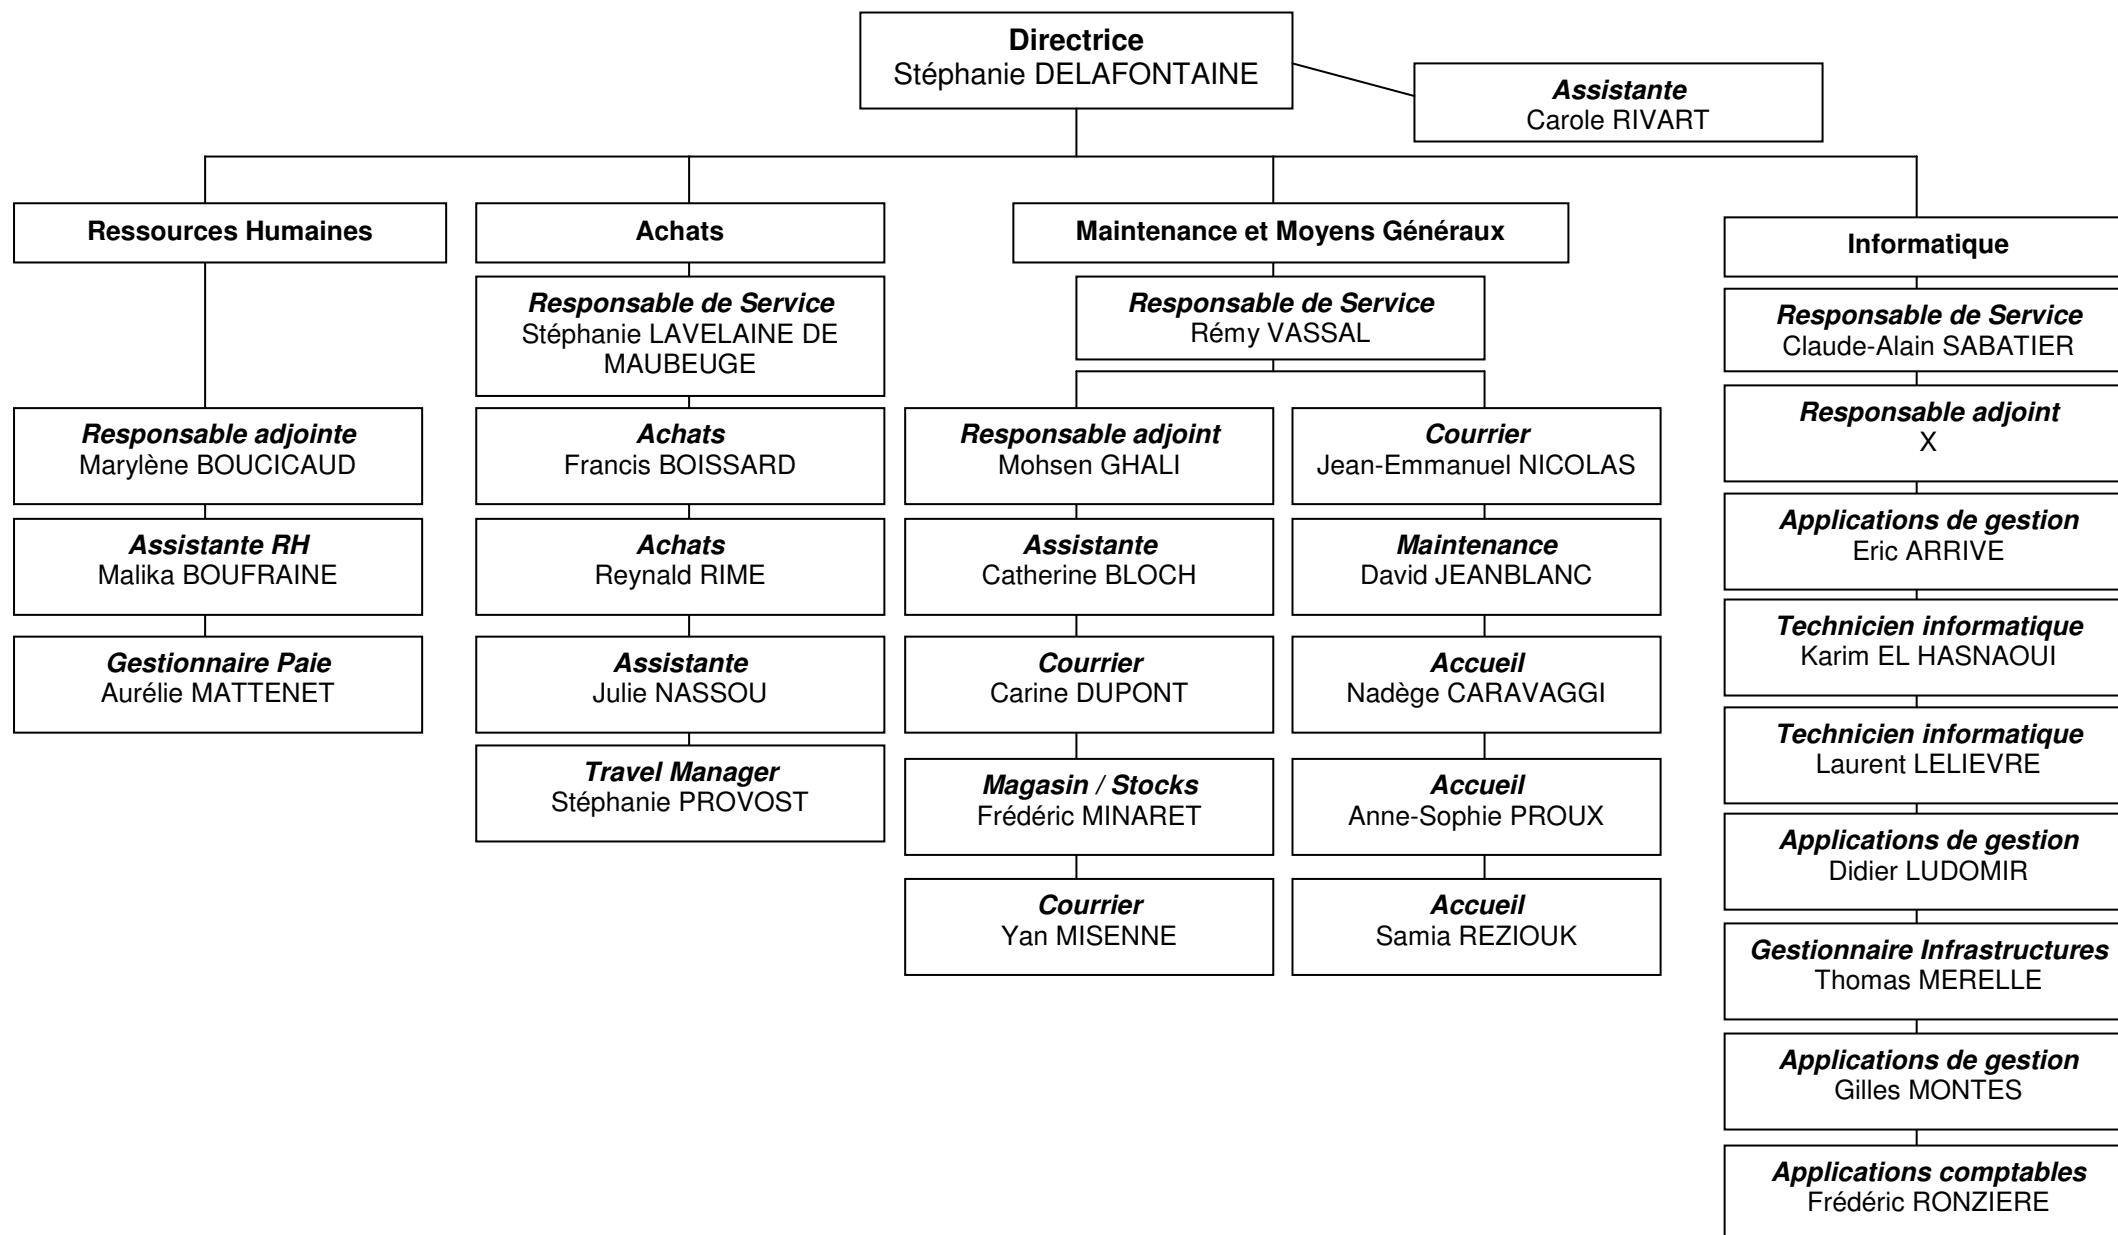 Directrice
Stéphanie DELAFONTAINE
Assistante
Carole RIVART
Ressources Humaines
Responsable adjointe
Marylène BOUCICAUD
Assistante RH
Malika BOUFRAINE
Gestionnaire Paie
Aurélie MATTENET
Achats
Responsable de Service
Stéphanie LAVELAINE DE
MAUBEUGE
Achats
Francis BOISSARD
Achats
Reynald RIME
Assistante
Julie NASSOU
Travel Manager
Stéphanie PROVOST
Maintenance et Moyens Généraux
Responsable de Service
Rémy VASSAL
Responsable adjoint
Mohsen GHALI
Assistante
Catherine BLOCH
Courrier
Carine DUPONT
Magasin / Stocks
Frédéric MINARET
Courrier
Yan MISENNE
Courrier
Jean-Emmanuel NICOLAS
Maintenance
David JEANBLANC
Accueil
Nadège CARAVAGGI
Accueil
Anne-Sophie PROUX
Accueil
Samia REZIOUK
Informatique
Responsable de Service
Claude-Alain SABATIER
Responsable adjoint
X
Applications de gestion
Eric ARRIVE
Technicien informatique
Karim EL HASNAOUI
Technicien informatique
Laurent LELIEVRE
Applications de gestion
Didier LUDOMIR
Gestionnaire Infrastructures
Thomas MERELLE
Applications de gestion
Gilles MONTES
Applications comptables
Frédéric RONZIERE